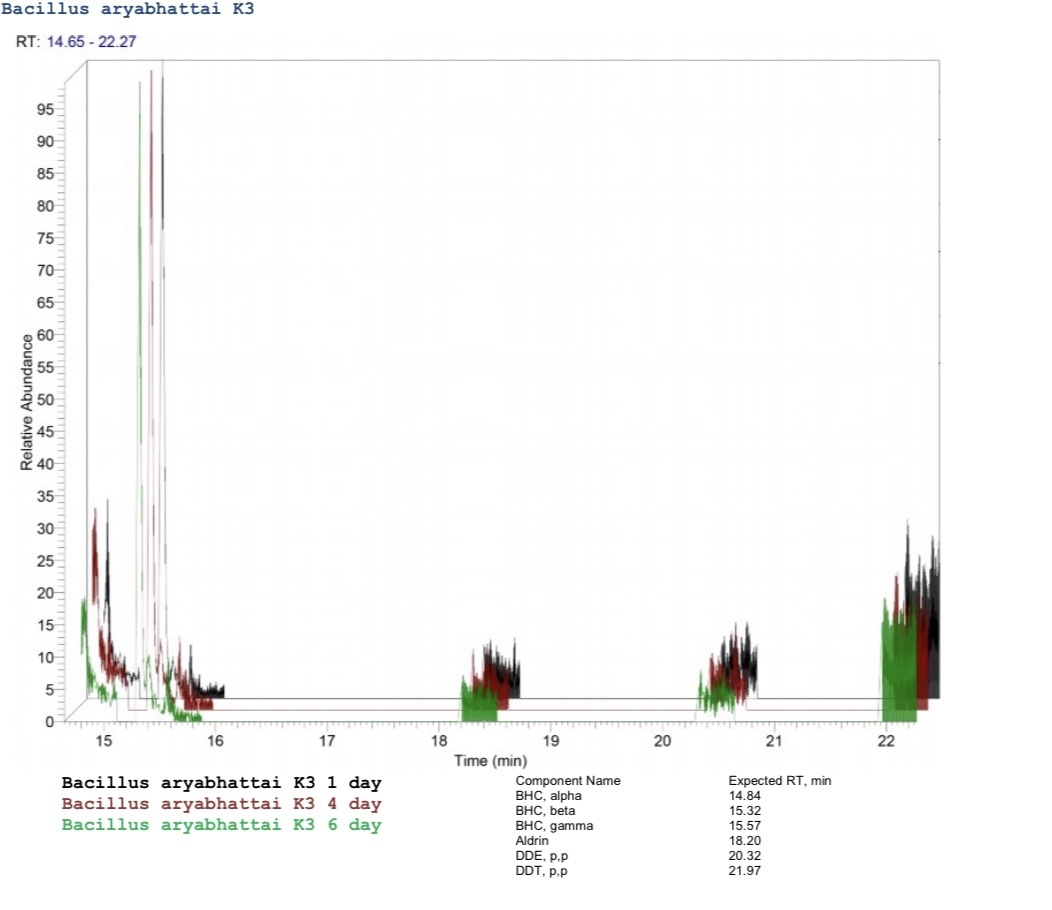 Bacillus aryabhattai K3
RT: 14.65 - 22.27
95
90
85
80
75
70
65
60
55
50
45
40
35
30
25
20
15
10
5
0
Relative Abundance
15 16 17 18 19 20 21 22
Time (min)
Bacillus aryabhattai K3 1 day
Bacillus aryabhattai K3 4 day
Bacillus aryabhattai K3 6 day
Component Name Expected RT, min
BHC, alpha 14.84
BHC, beta 15.32
BHC, gamma 15.57
Aldrin 18.20
DDE, p,p 20.32
DDT, p,p 21.97